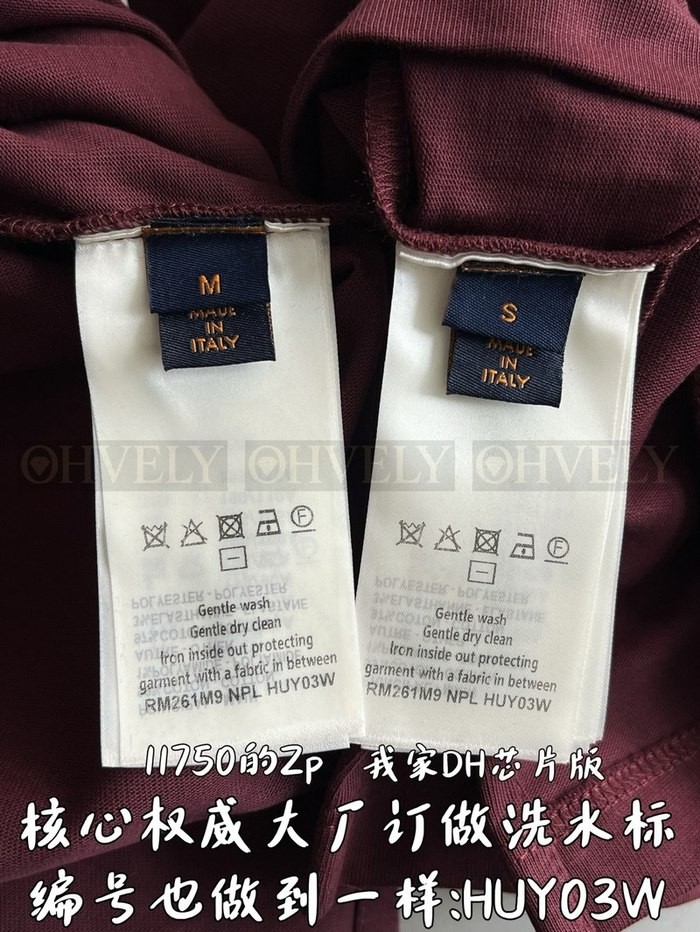 M
MADE
IN
ITALY
S
MADE
IN
ITALY
OHVELY OHVELY OHVELY
F
F
POLYESTER - POLYESTER
Gentle wash
Gentle dry clean
Iron inside out protecting
garment with a fabric in between
RM261M9 NPL HUY03W
Gentle wash
Gentle dry clean
Iron inside out protecting
garment with a fabric in between
RM261M9 NPL HUY03W
11750的Zp 我家DH芯片版
核心权威大厂订做洗水标
编号也做到一样:HUY03W